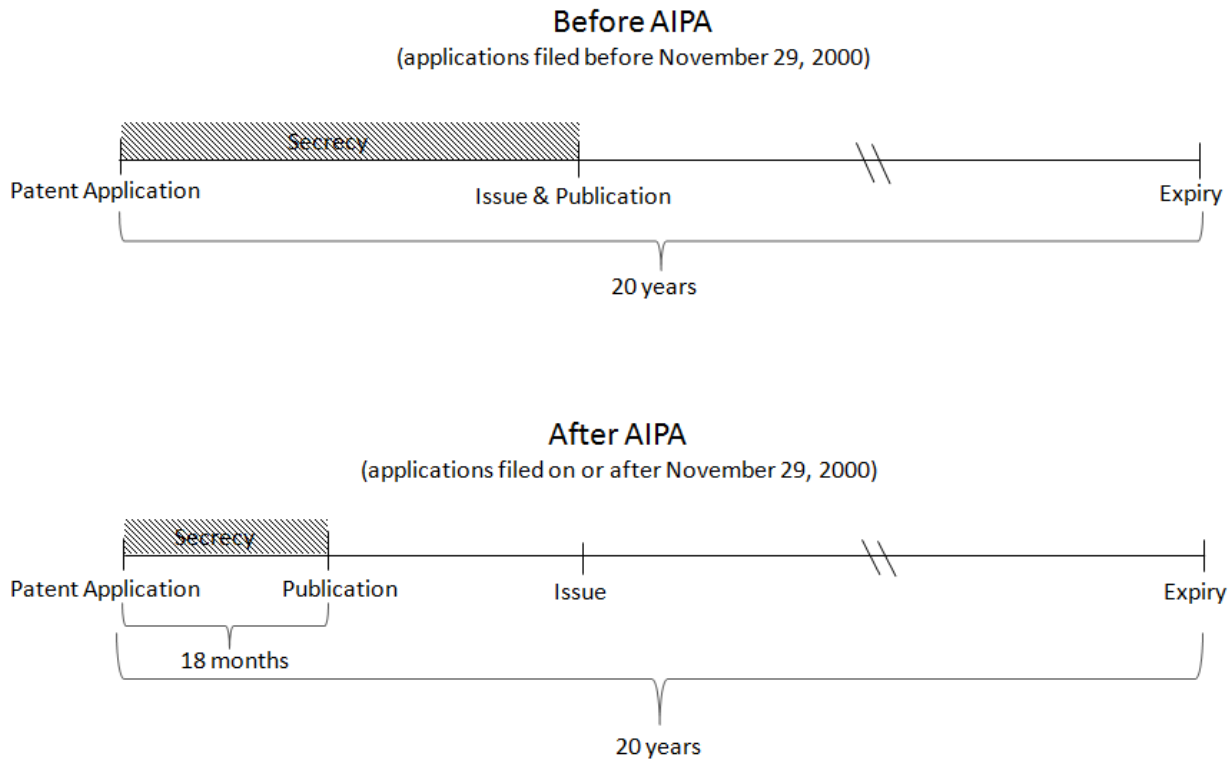 Before AIPA
(applications filed before November 29, 2000)
Secrecy
Patent Application
Issue & Publication
Expiry
20 years
After AIPA
(applications filed on or after November 29, 2000)
Secrecy
Patent Application
Publication
Issue
Expiry
18 months
20 years